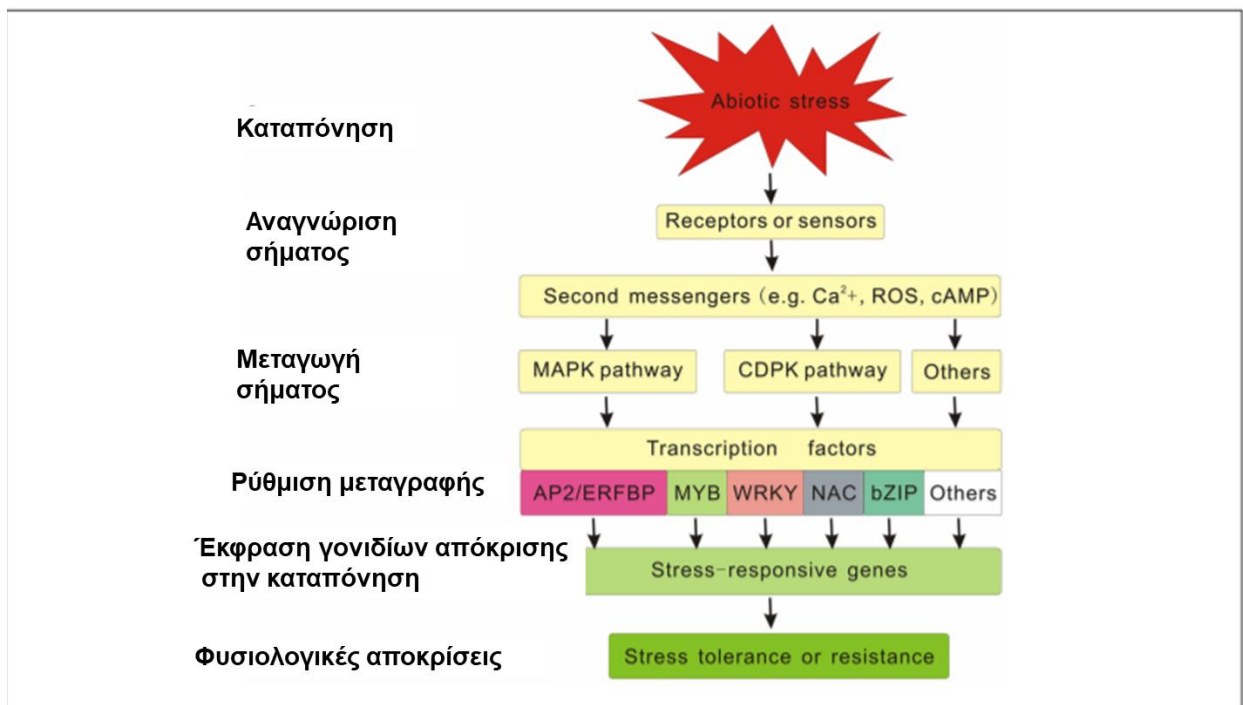 Abiotic stress
Καταπόνηση
Αναγνώριση
σήματος
Receptors or sensors
Second messengers (e.g. Ca²+, ROS, cAMP)
Μεταγωγή
σήματος
MAPK pathway CDPK pathway Others
Transcription factors
Ρύθμιση μεταγραφής
AP2/ERFBP MYB WRKY NAC bZIP Others
Έκφραση γονιδίων απόκρισης
στην καταπόνηση
Stress-responsive genes
Φυσιολογικές αποκρίσεις
Stress tolerance or resistance